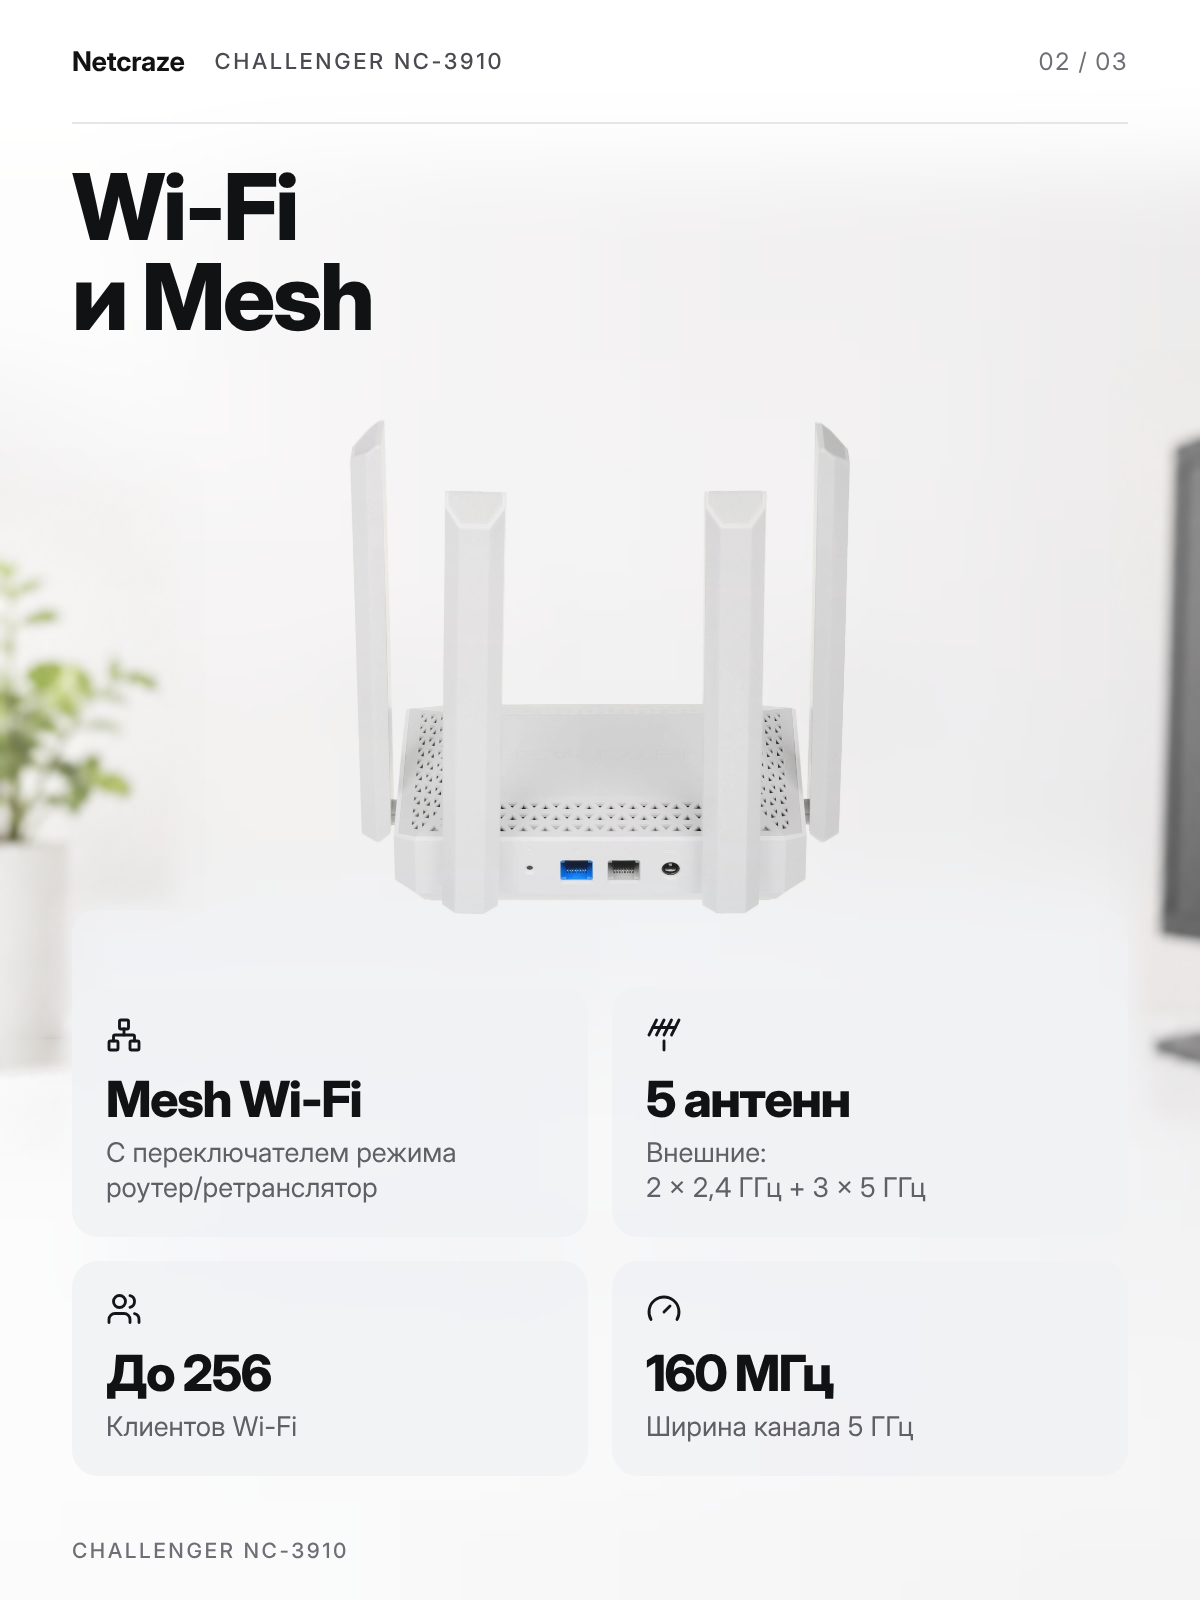 Netcraze CHALLENGER NC-3910 02 / 03
Wi-Fi
и Mesh
Mesh Wi-Fi
С переключателем режима
роутер/ретранслятор
5 антенн
Внешние:
2 × 2,4 ГГц + 3 × 5 ГГц
До 256
Клиентов Wi-Fi
160 МГц
Ширина канала 5 ГГц
CHALLENGER NC-3910